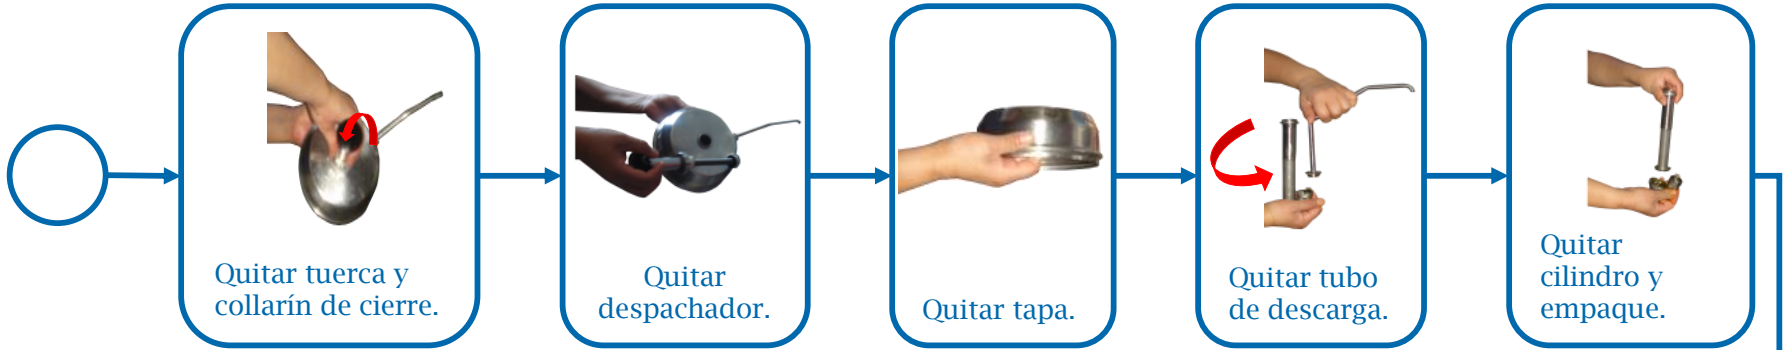 Quitar tuerca y
collarín de cierre.
Quitar
despachador.
Quitar tapa.
Quitar tubo
de descarga.
Quitar
cilindro y
empaque.